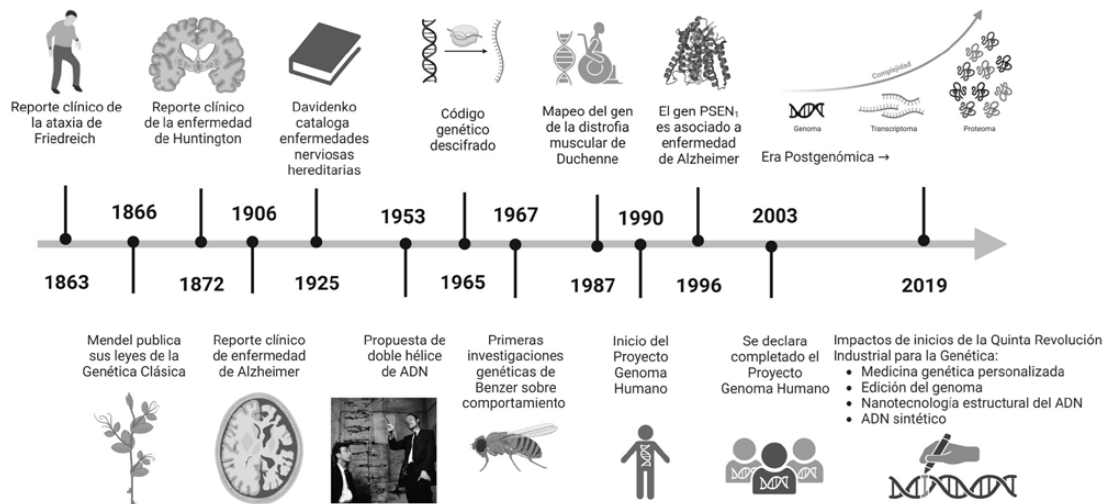 Reporte clínico de
la ataxia de
Friedreich
Reporte clínico
de la enfermedad
de Huntington
Davidenko
cataloga
enfermedades
nerviosas
hereditarias
Código
genético
descifrado
Mapeo del gen
de la distrofia
muscular de
Duchenne
El gen PSEN₁
es asociado a
enfermedad de
Alzheimer
Complejidad
Genoma
Transcriptoma
Proteoma
Era Postgenómica →
1866
1906
1953
1967
1990
2003
1863
1872
1925
1965
1987
1996
2019
Mendel publica
sus leyes de la
Genética Clásica
Reporte clínico
de enfermedad
de Alzheimer
Propuesta de
doble hélice
de ADN
Primeras
investigaciones
genéticas de
Benzer sobre
comportamiento
Inicio del
Proyecto
Genoma
Humano
Se declara
completado el
Proyecto
Genoma Humano
Impactos de inicios de la Quinta Revolución
Industrial para la Genética:
• Medicina genética personalizada
• Edición del genoma
• Nanotecnología estructural del ADN
• ADN sintético